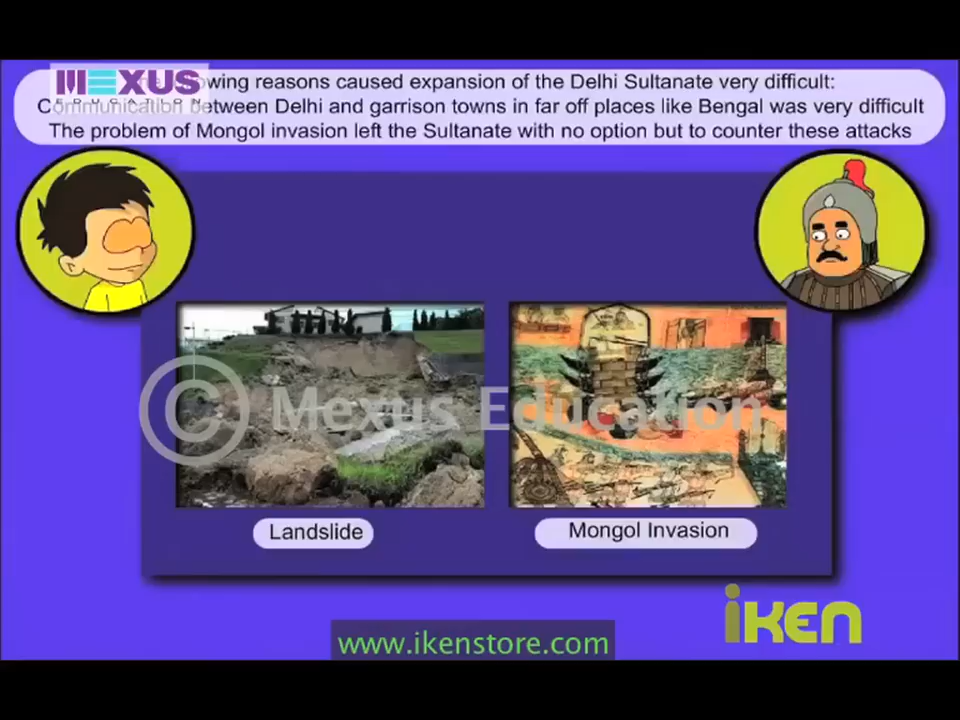 MEXUS
EDUCATION
owing reasons caused expansion of the Delhi Sultanate very difficult:
Communication between Delhi and garrison towns in far off places like Bengal was very difficult
The problem of Mongol invasion left the Sultanate with no option but to counter these attacks
© Mexus Education
Landslide
Mongol Invasion
iKEN
www.ikenstore.com